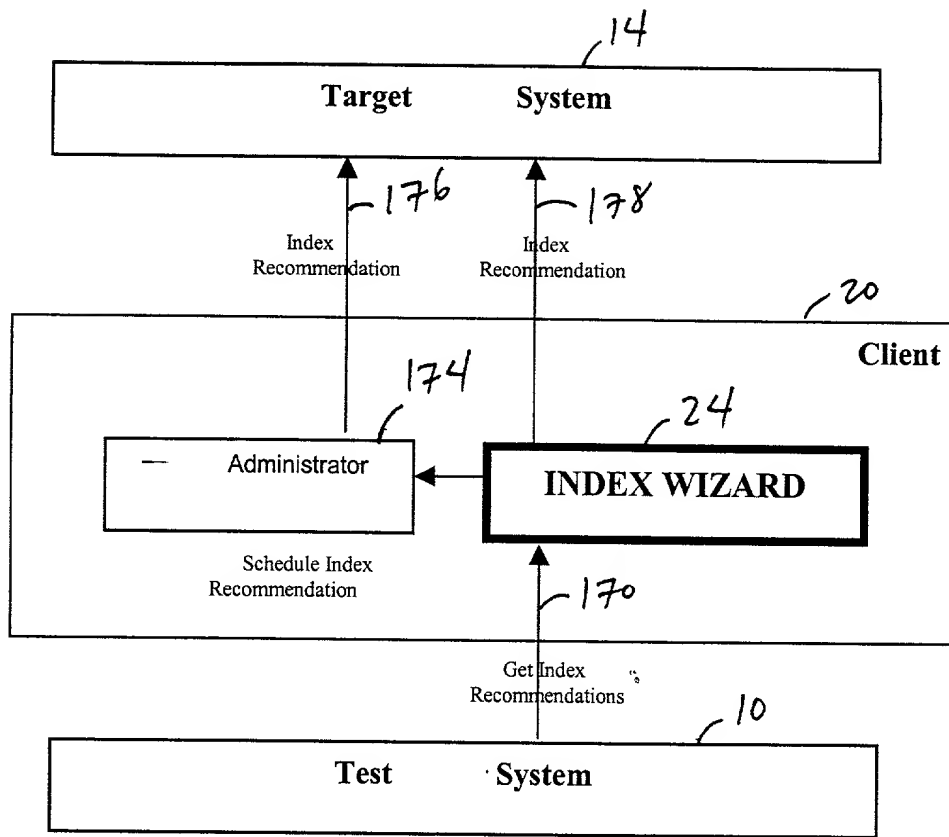 14
Target System
176
178
Index
Recommendation
Index
Recommendation
20
Client
174
24
Administrator
INDEX WIZARD
Schedule Index
Recommendation
170
Get Index
Recommendations
10
Test System